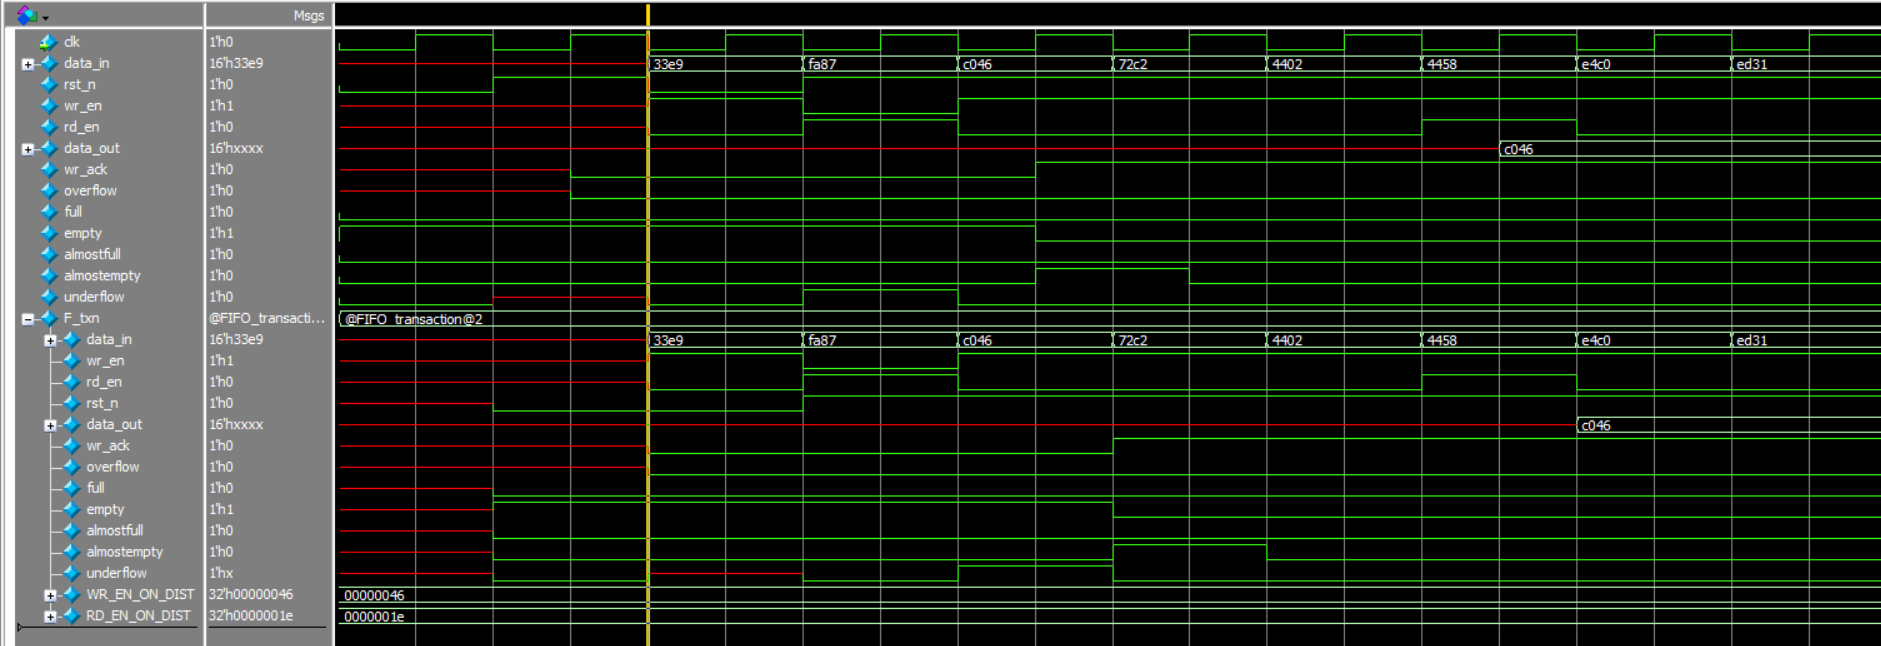 Msgs
clk 1'h0
data_in 16'h33e9 33e9 fa87 c046 72c2 4402 4458 e4c0 ed31
rst_n 1'h0
wr_en 1'h1
rd_en 1'h0
data_out 16'hxxxx c046
wr_ack 1'h0
overflow 1'h0
full 1'h0
empty 1'h1
almostfull 1'h0
almostempty 1'h0
underflow 1'h0
F_txn @FIFO_transacti... @FIFO_transaction@2
data_in 16'h33e9 33e9 fa87 c046 72c2 4402 4458 e4c0 ed31
wr_en 1'h1
rd_en 1'h0
rst_n 1'h0
data_out 16'hxxxx c046
wr_ack 1'h0
overflow 1'h0
full 1'h0
empty 1'h1
almostfull 1'h0
almostempty 1'h0
underflow 1'hx
WR_EN_ON_DIST 32'h00000046 00000046
RD_EN_ON_DIST 32'h0000001e 0000001e